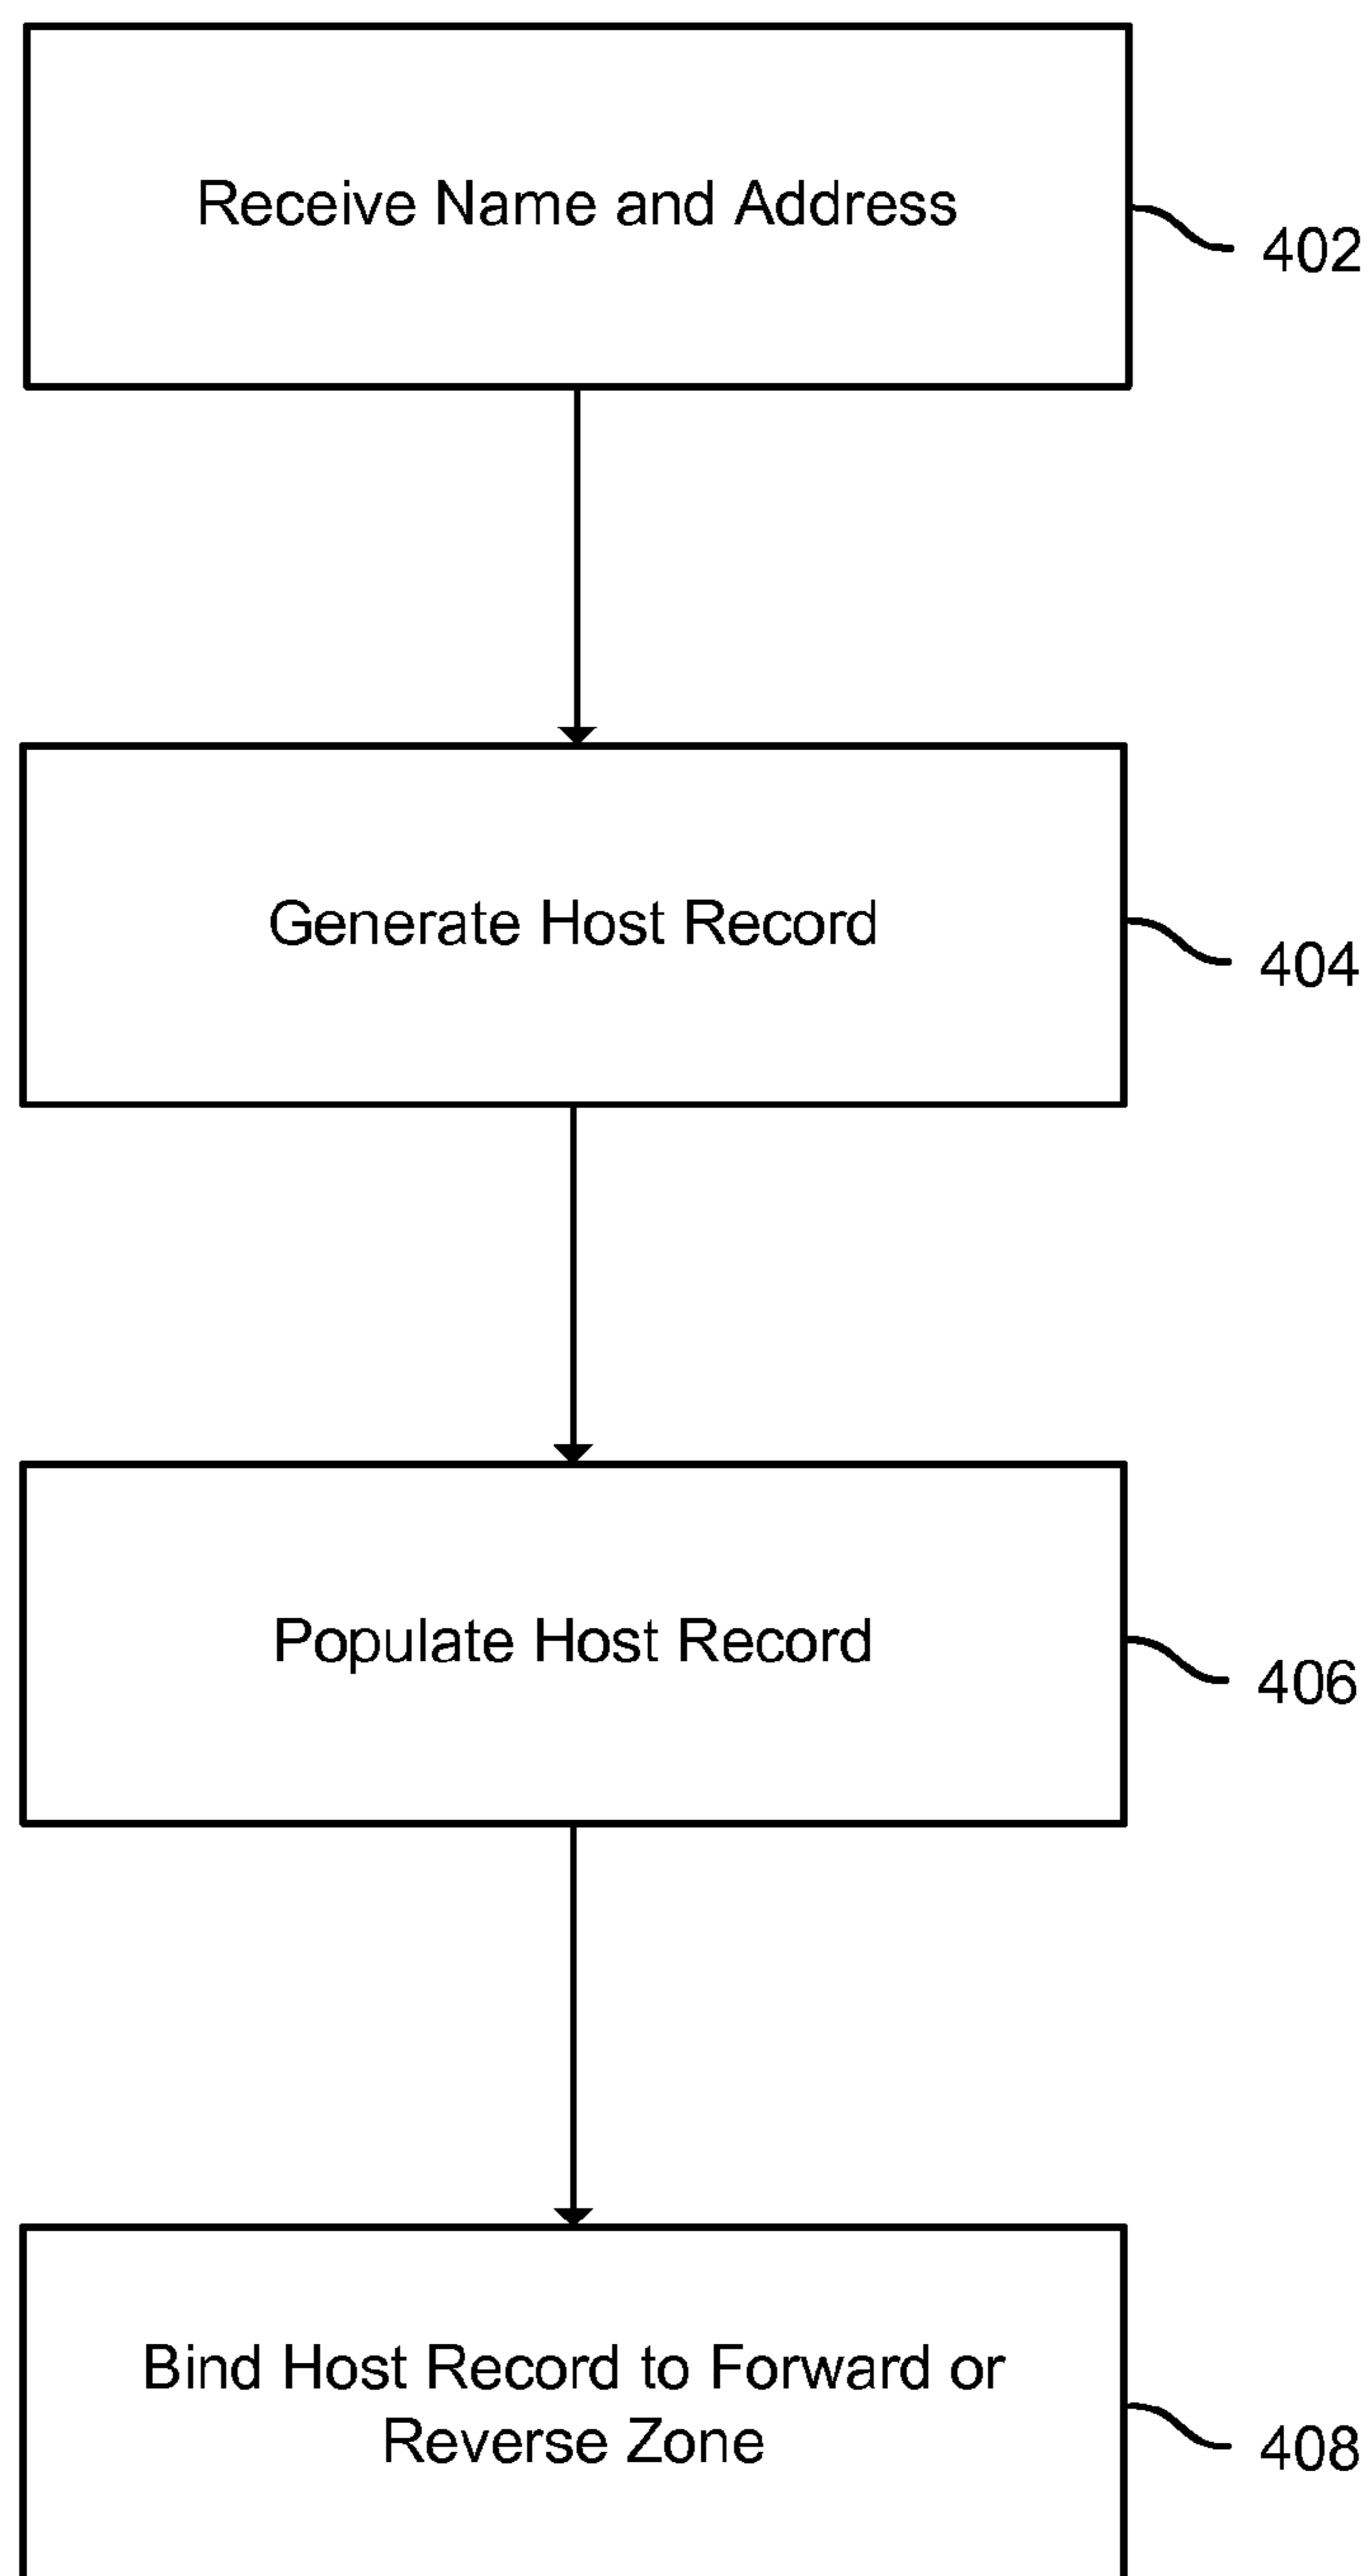 Receive Name and Address
402
Generate Host Record
404
Populate Host Record
406
Bind Host Record to Forward or
Reverse Zone
408